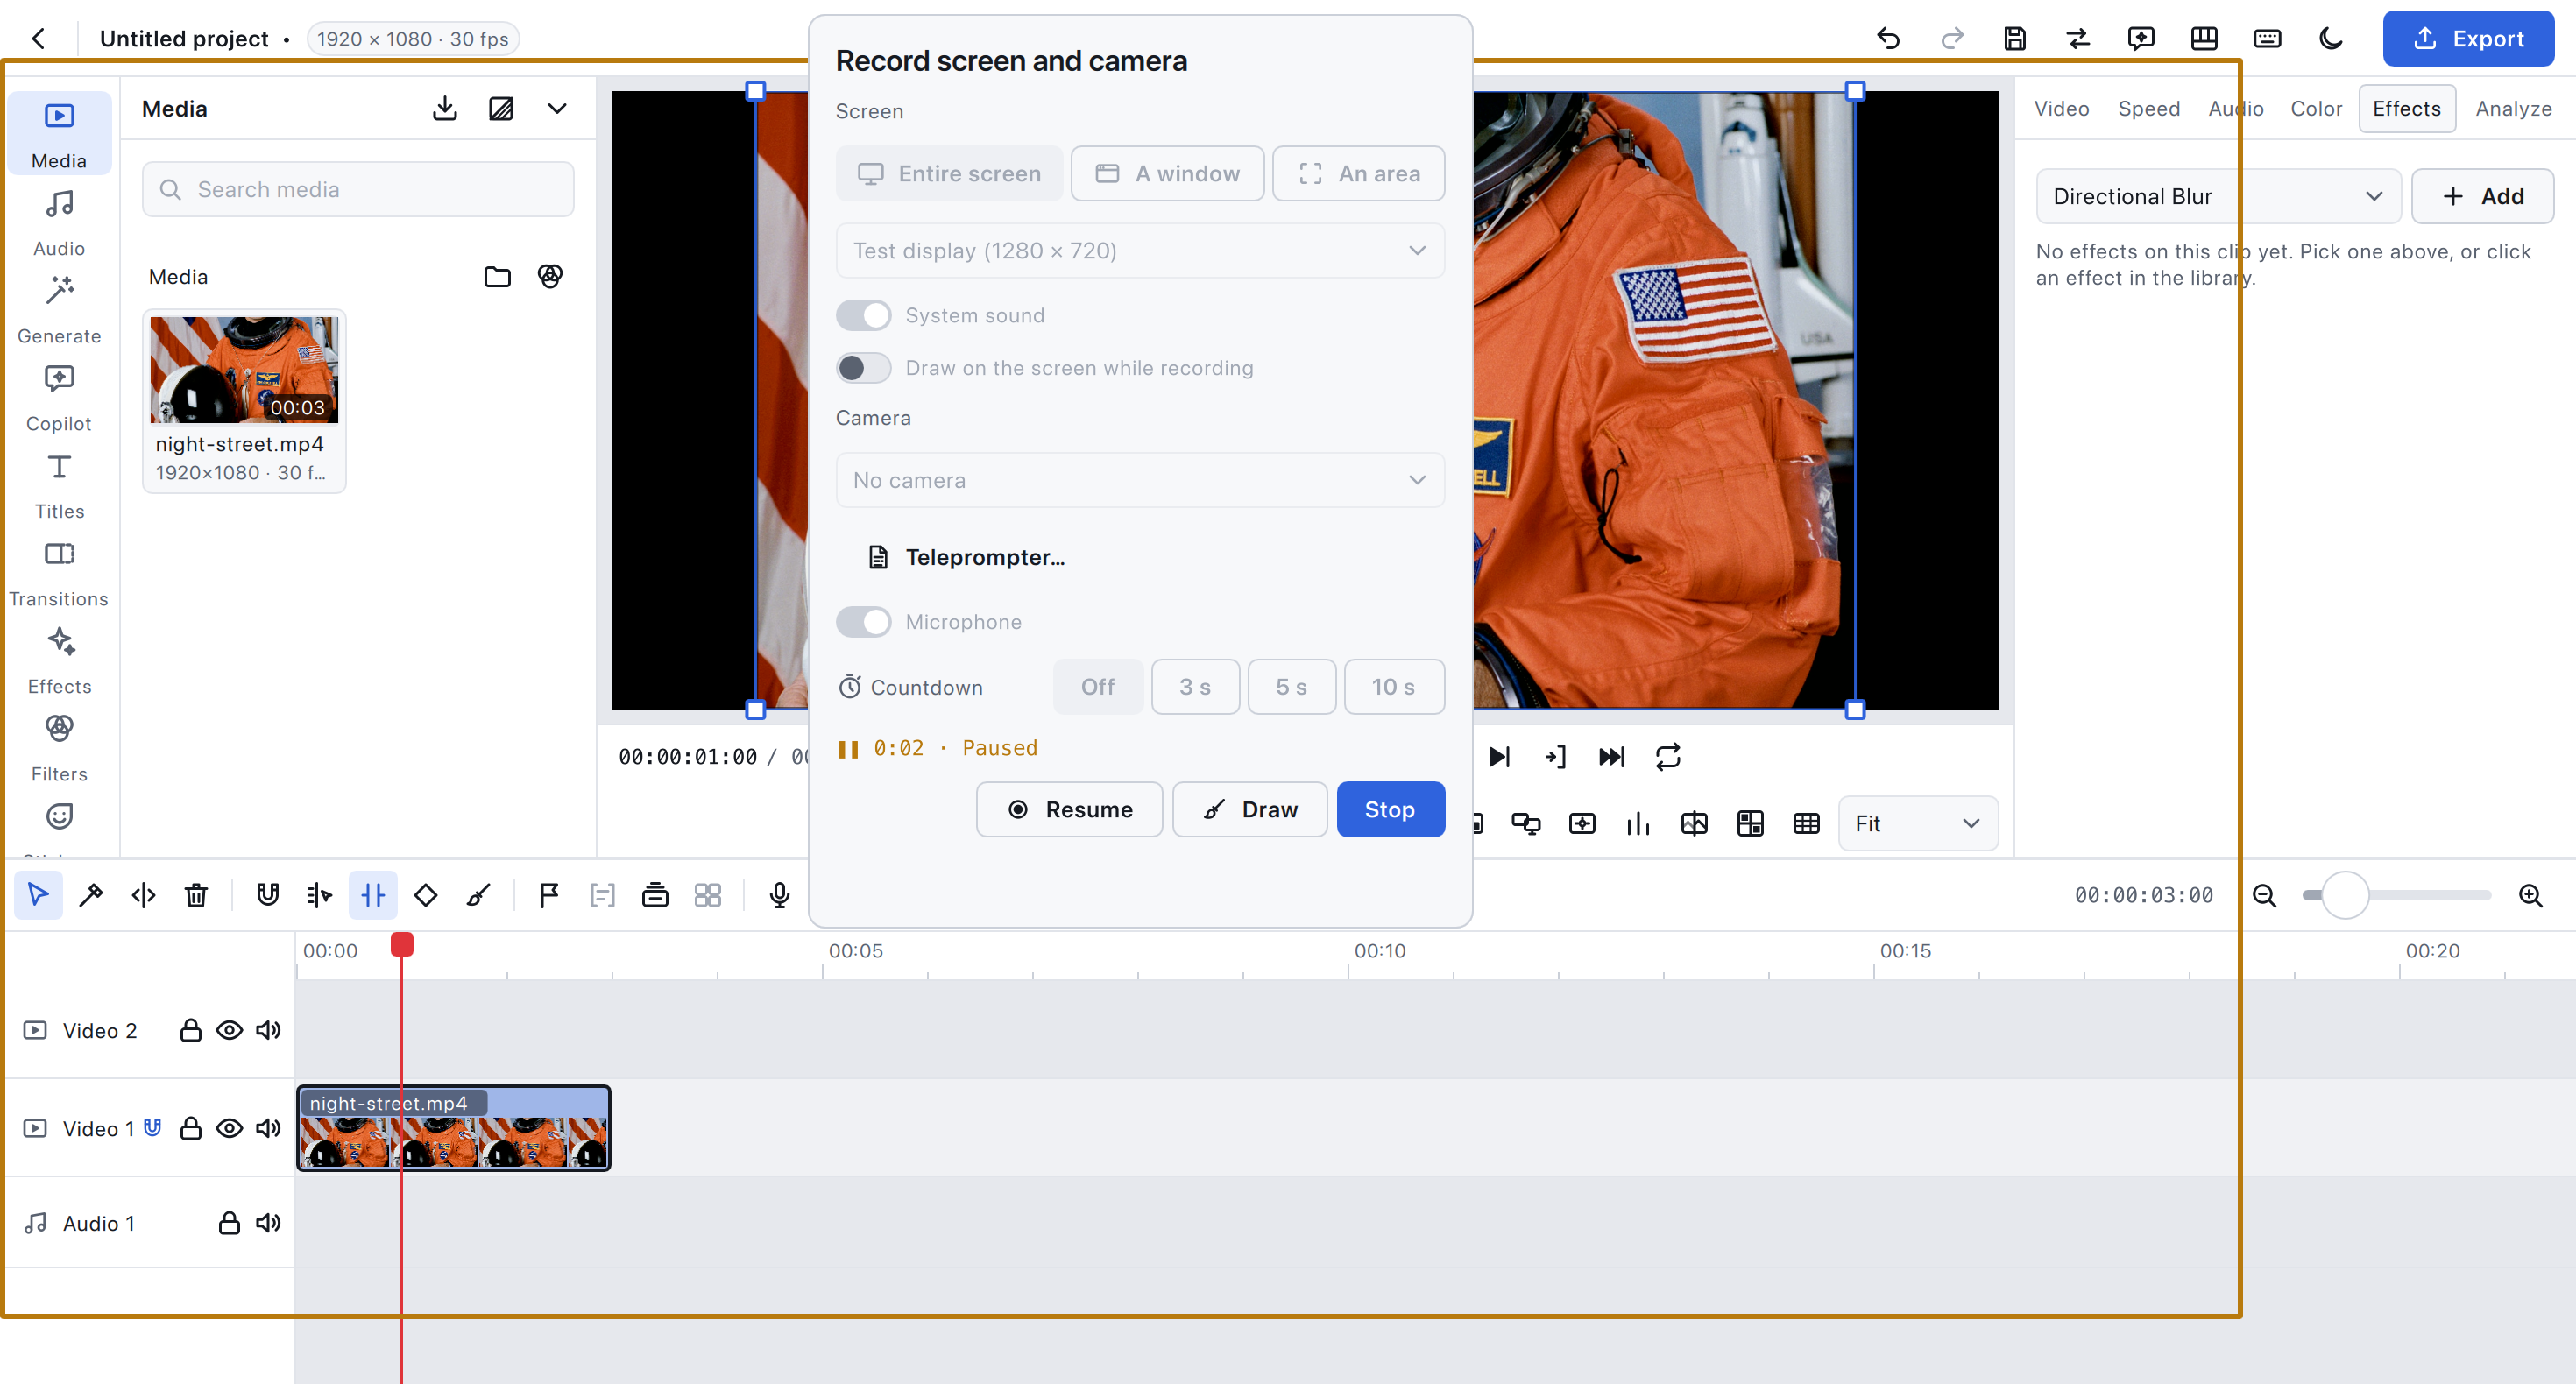 Untitled project •
1920 × 1080 · 30 fps
Export
Record screen and camera
Screen
Entire screen
A window
An area
Test display (1280 × 720)
System sound
Draw on the screen while recording
Camera
No camera
Teleprompter...
Microphone
Countdown
Off
3 s
5 s
10 s
0:02 · Paused
Resume
Draw
Stop
Media
Audio
Generate
Copilot
Titles
Transitions
Effects
Filters
Media
Search media
Media
00:03
night-street.mp4
1920×1080 · 30 f...
USA
00:00:01:00 /
Fit
Video
Speed
Audio
Color
Effects
Analyze
Directional Blur
Add
No effects on this clip yet. Pick one above, or click
an effect in the library.
00:00:03:00
00:00
00:05
00:10
00:15
00:20
Video 2
Video 1
night-street.mp4
Audio 1